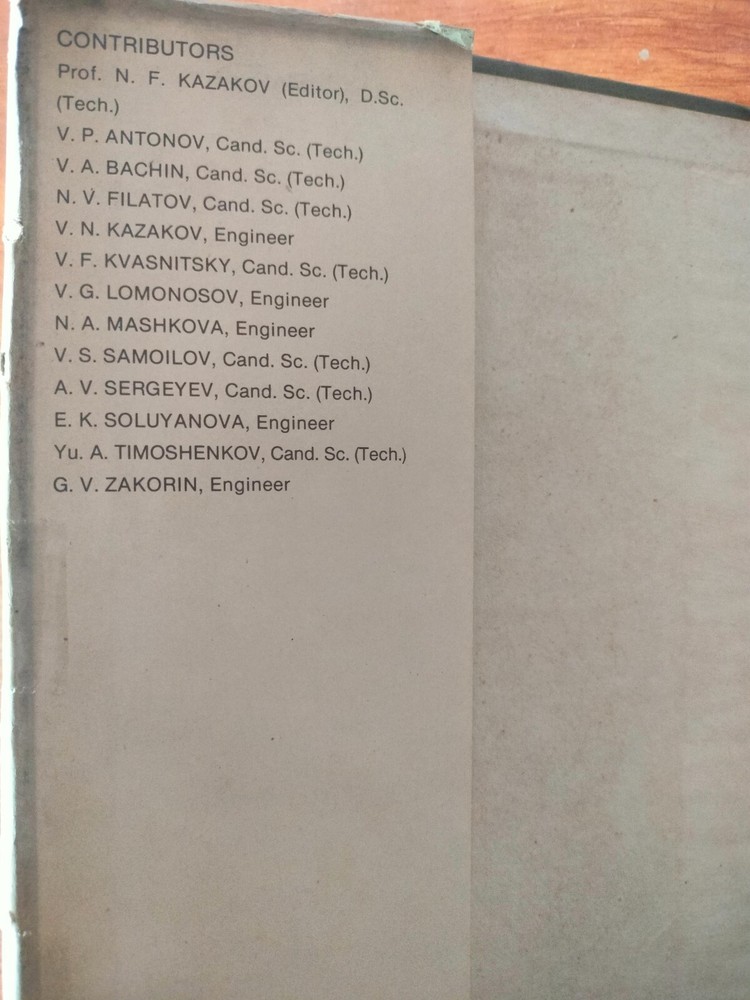 CONTRIBUTORS
Prof. N. F. KAZAKOV (Editor), D.Sc.
(Tech.)
V. P. ANTONOV, Cand. Sc. (Tech.)
V. A. BACHIN, Cand. Sc. (Tech.)
N. V. FILATOV, Cand. Sc. (Tech.)
V. N. KAZAKOV, Engineer
V. F. KVASNITSKY, Cand. Sc. (Tech.)
V. G. LOMONOSOV, Engineer
N. A. MASHKOVA, Engineer
V. S. SAMOILOV, Cand. Sc. (Tech.)
A. V. SERGEYEV, Cand. Sc. (Tech.)
E. K. SOLUYANOVA, Engineer
Yu. A. TIMOSHENKOV, Cand. Sc. (Tech.)
G. V. ZAKORIN, Engineer